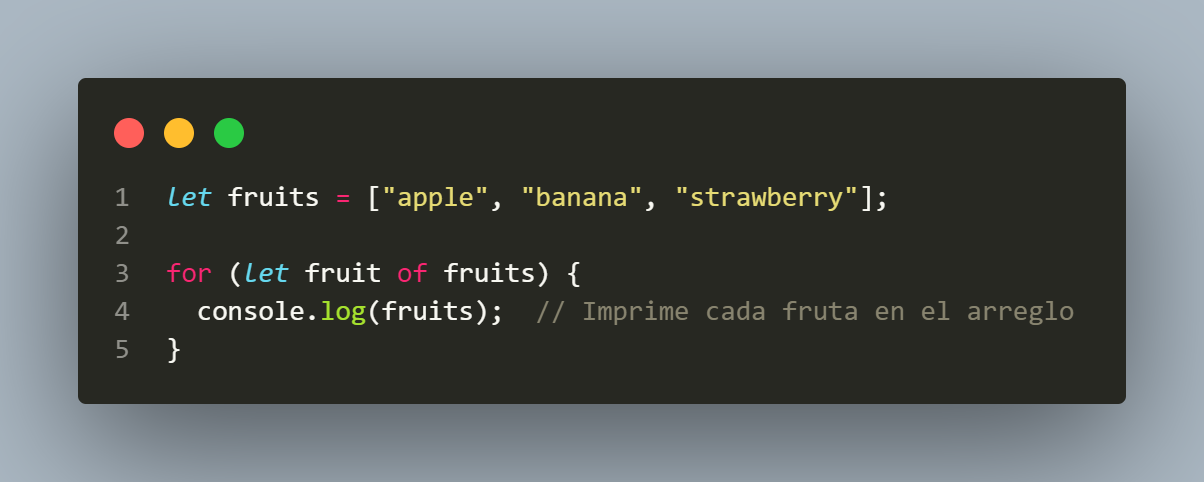 1 let fruits = ["apple", "banana", "strawberry"];
2
3 for (let fruit of fruits) {
4   console.log(fruits);  // Imprime cada fruta en el arreglo
5 }